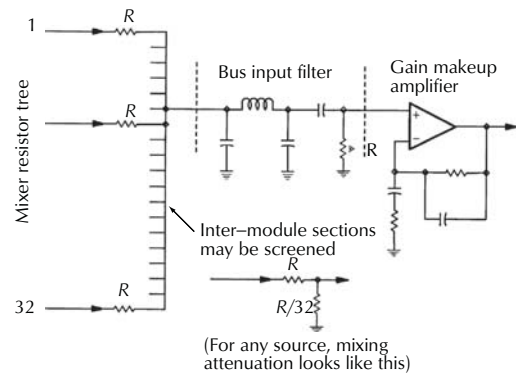 1
R
Mixer resistor tree
R
32
R
Bus input filter
Gain makeup
amplifier
R
+
−
Inter–module sections
may be screened
R
R/32
(For any source, mixing
attenuation looks like this)